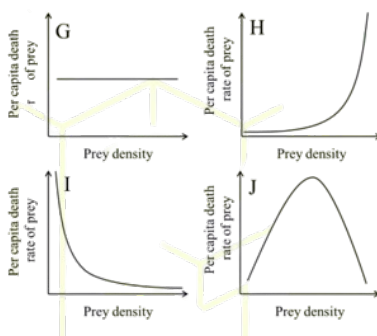 G
Per capita death
r of prey
Prey density
H
Per capita death
rate of prey
Prey density
I
Per capita death
rate of prey
Prey density
J
Per capita death
rate of prey
Prey density